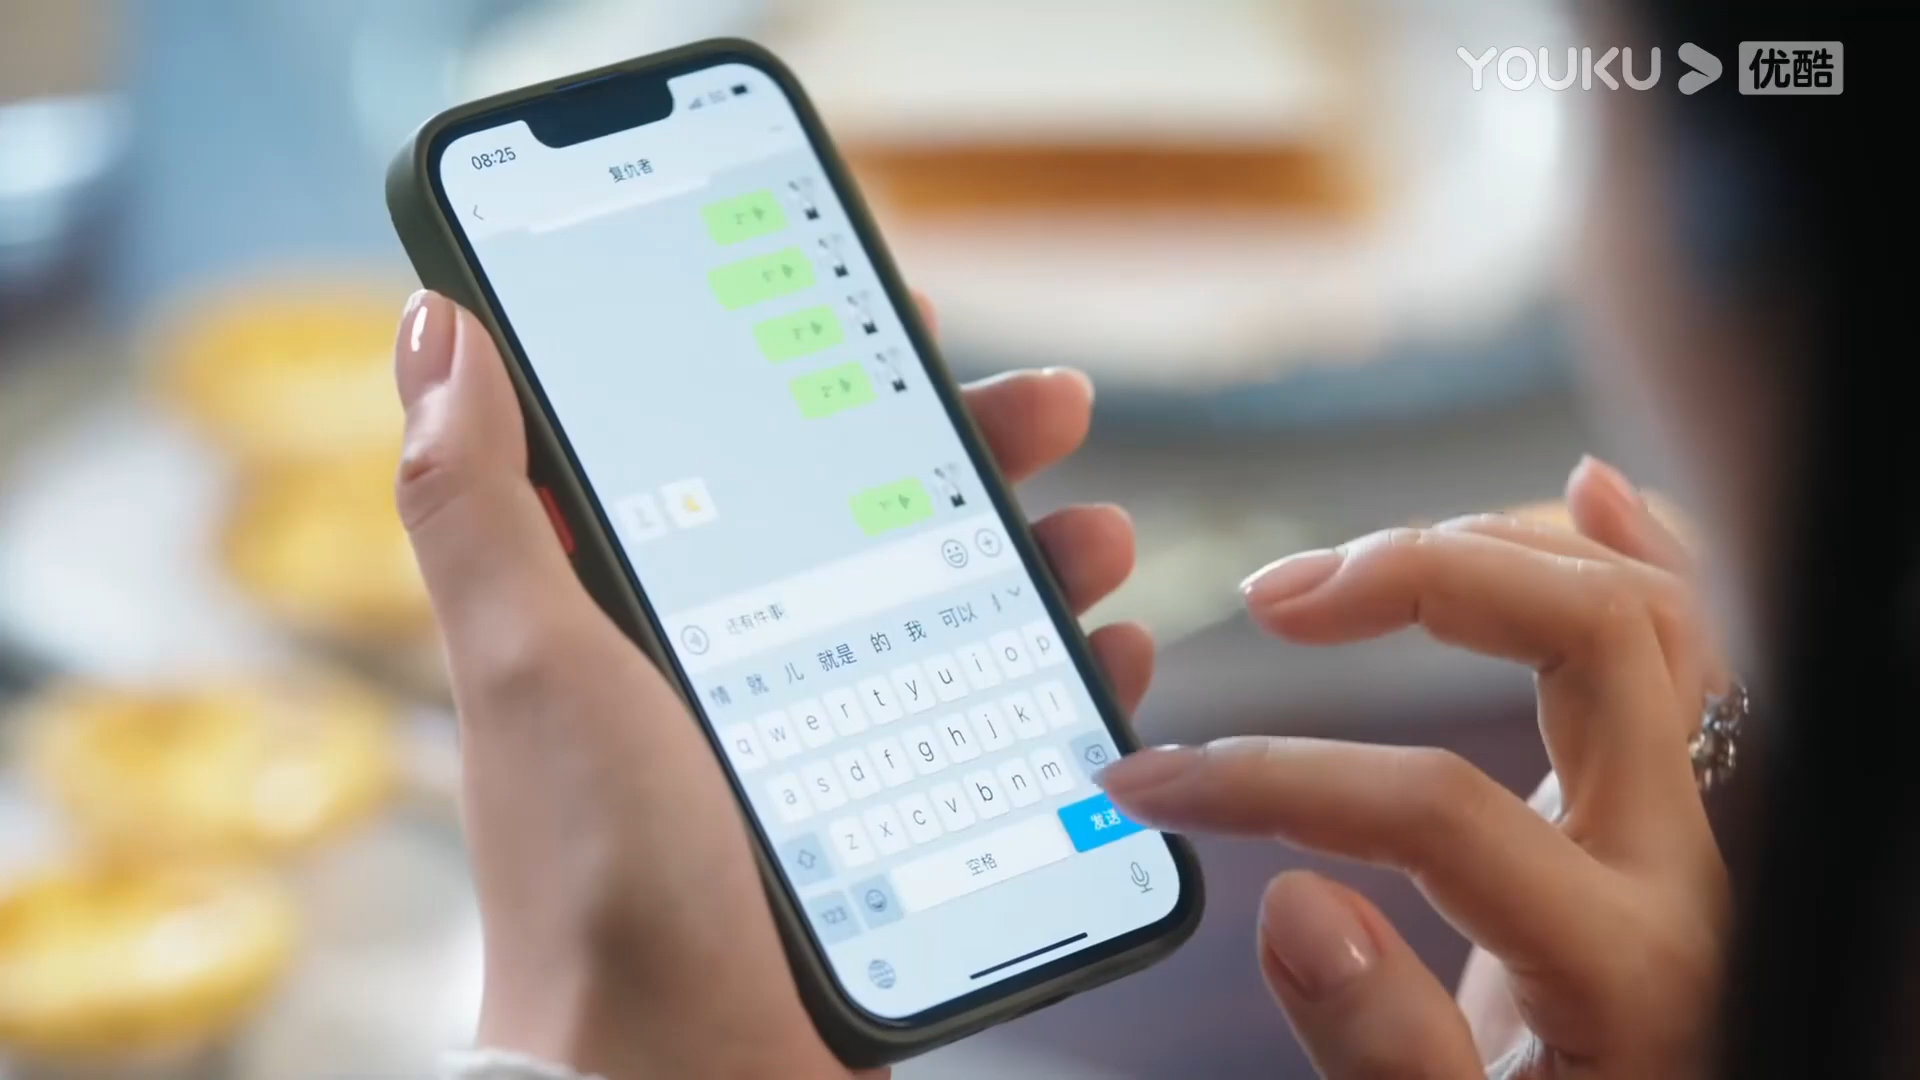 YOUKU 优酷
08:25
复仇者
还有件事
情 就 儿 就是 的 我 可以
q w e r t y u i o p
a s d f g h j k l
z x c v b n m
123 空格 发送